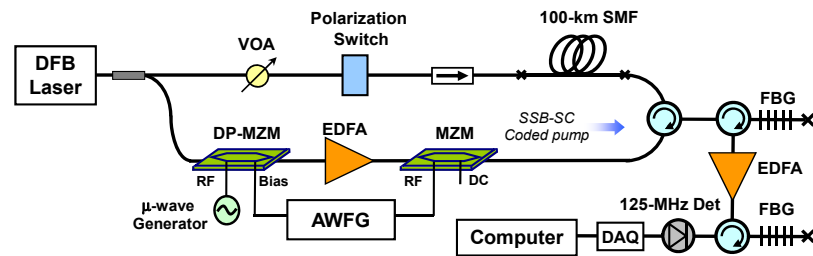 Polarization
Switch
100-km SMF
VOA
DFB
Laser
SSB-SC
Coded pump
FBG
DP-MZM
EDFA
MZM
RF
Bias
RF
DC
EDFA
μ-wave
Generator
AWFG
125-MHz Det
FBG
Computer
DAQ